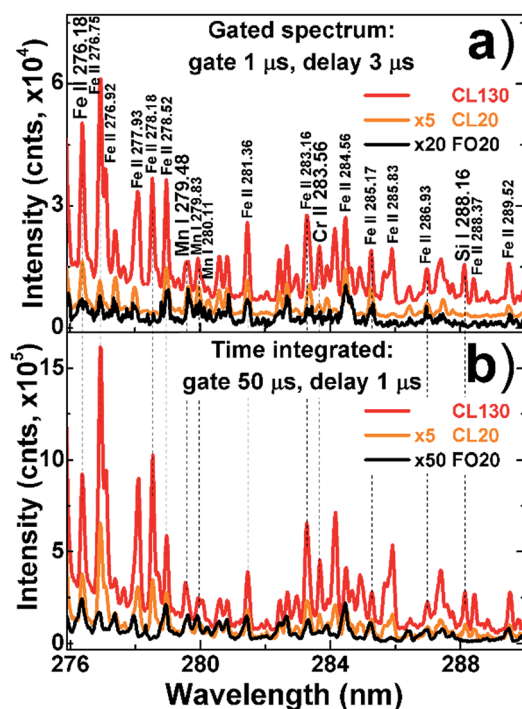 Gated spectrum:
gate 1 μs, delay 3 μs
a)
CL130
x5 CL20
x20 FO20
Fe II 276.18
Fe II 276.75
Fe II 276.92
Fe II 277.93
Fe II 278.18
Fe II 278.52
Mn I 279.48
Mn I 279.83
Mn I 280.11
Fe II 281.36
Fe II 283.16
Cr II 283.56
Fe II 284.56
Fe II 285.17
Fe II 285.83
Fe II 286.93
Si I 288.16
Fe II 288.37
Fe II 289.52
Intensity (cnts, x10⁴)
6
3
0
Time integrated:
gate 50 μs, delay 1 μs
b)
CL130
x5 CL20
x50 FO20
Intensity (cnts, x10⁵)
15
10
5
0
276 280 284 288
Wavelength (nm)